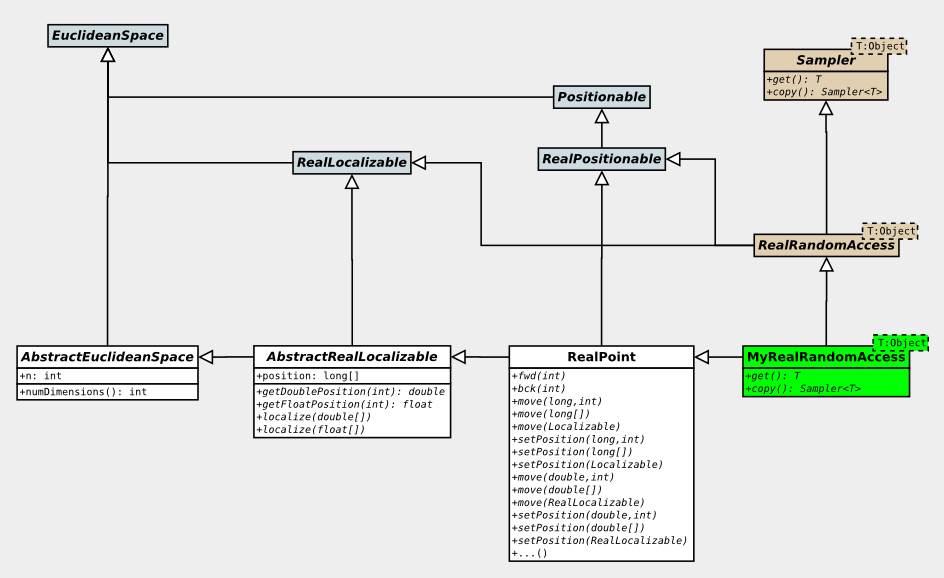 EuclideanSpace
T:Object
Sampler
+get(): T
+copy(): Sampler<T>
Positionable
RealLocalizable
RealPositionable
T:Object
RealRandomAccess
AbstractEuclideanSpace
+n: int
+numDimensions(): int
AbstractRealLocalizable
+position: long[]
+getDoublePosition(int): double
+getFloatPosition(int): float
+localize(double[])
+localize(float[])
RealPoint
+fwd(int)
+bck(int)
+move(long,int)
+move(long[])
+move(Localizable)
+setPosition(long,int)
+setPosition(long[])
+setPosition(Localizable)
+move(double,int)
+move(double[])
+move(RealLocalizable)
+setPosition(double,int)
+setPosition(double[])
+setPosition(RealLocalizable)
+...()
T:Object
MyRealRandomAccess
+get(): T
+copy(): Sampler<T>